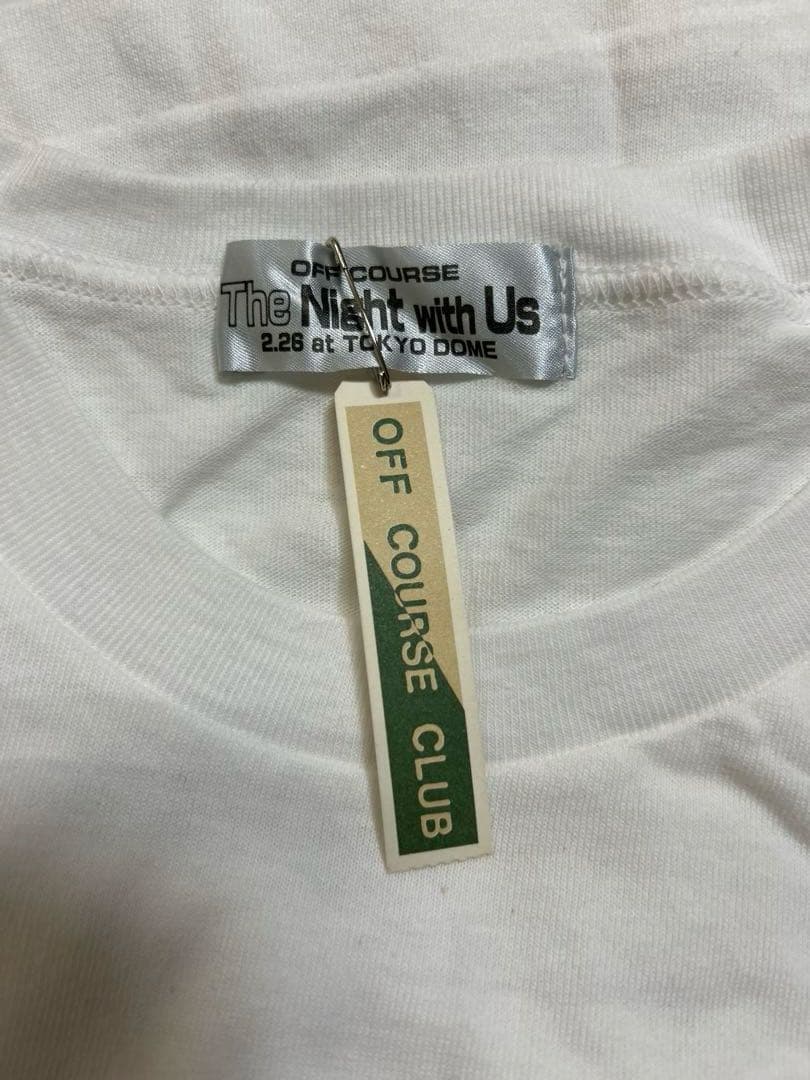 OFF COURSE
The Night with Us
2.26 at TOKYO DOME
OFF COURSE CLUB